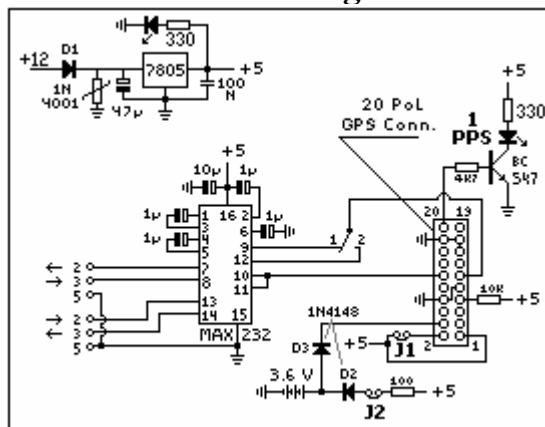 330
D1
+12
7805
+5
1N
4001
100
N
47µ
+5
20 Pol
GPS Conn.
330
1
PPS
BC
547
4K7
+5
10µ
1µ
20
19
1µ
1
16
2
1µ
3
6
1µ
4
9
1
2
5
12
← 2
7
10
→ 3
8
11
5
10K
+5
13
1N4148
→ 2
← 3
14
15
D3
+5
J1
2
1
5
MAX 232
3.6 V
D2
100
+5
J2